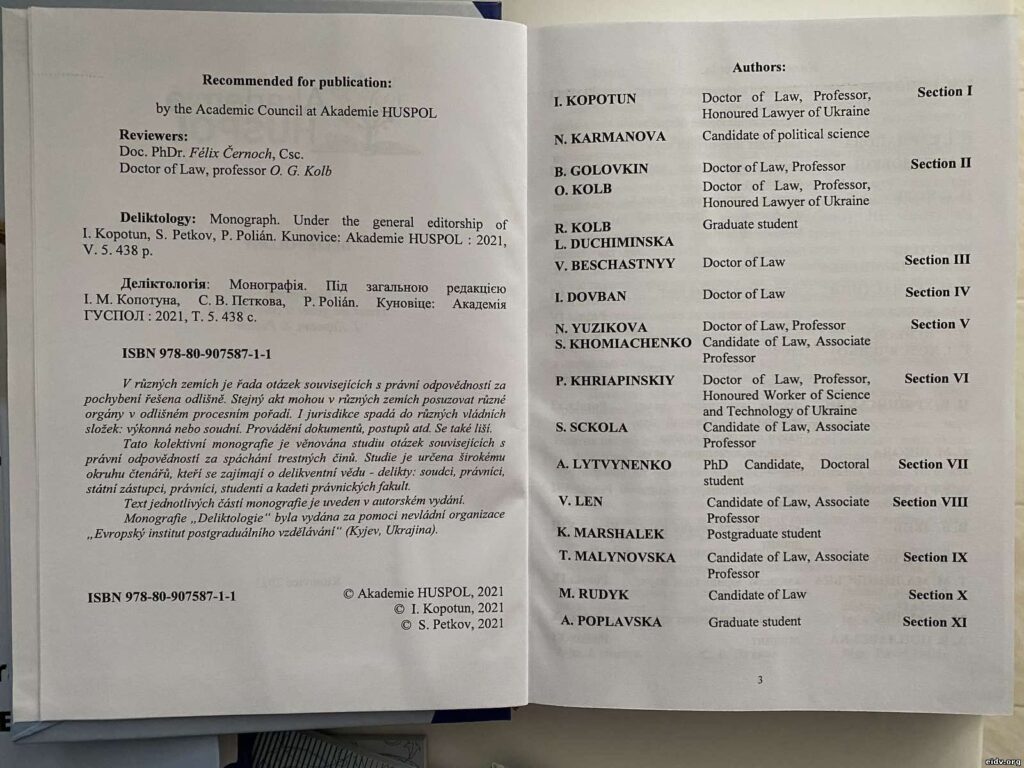 Recommended for publication:
by the Academic Council at Akademie HUSPOL
Reviewers:
Doc. PhDr. Félix Černoch, Csc.
Doctor of Law, professor O. G. Kolb
Deliktology: Monograph. Under the general editorship of
I. Kopotun, S. Petkov, P. Polián. Kunovice: Akademie HUSPOL : 2021,
V. 5. 438 p.
Деліктологія: Монографія. Під загальною редакцією
І. М. Копотуна, С. В. Пєткова, P. Polián. Куновіце: Академія
ГУСПОЛ : 2021, Т. 5. 438 с.
ISBN 978-80-907587-1-1
V různých zemích je řada otázek souvisejících s právní odpovědností za
pochybení řešena odlišně. Stejný akt mohou v různých zemích posuzovat různé
orgány v odlišném procesním pořadí. I jurisdikce spadá do různých vládních
složek: výkonná nebo soudní. Provádění dokumentů, postupů atd. Se také liší.
Tato kolektivní monografie je věnována studiu otázek souvisejících s
právní odpovědností za spáchání trestných činů. Studie je určena širokému
okruhu čtenářů, kteří se zajímají o delikventní vědu - delikty: soudci, právníci,
státní zástupci, právníci, studenti a kadeti právnických fakult.
Text jednotlivých částí monografie je uveden v autorském vydání.
Monografie „Deliktologie“ byla vydána za pomoci nevládní organizace
„Evropský institut postgraduálního vzdělávání“ (Kyjev, Ukrajina).
ISBN 978-80-907587-1-1
© Akademie HUSPOL, 2021
© I. Kopotun, 2021
© S. Petkov, 2021
Authors:
I. KOPOTUN Doctor of Law, Professor, Section I
Honoured Lawyer of Ukraine
N. KARMANOVA Candidate of political science
B. GOLOVKIN Doctor of Law, Professor Section II
O. KOLB Doctor of Law, Professor,
Honoured Lawyer of Ukraine
R. KOLB Graduate student
L. DUCHIMINSKA
V. BESCHASTNYY Doctor of Law Section III
I. DOVBAN Doctor of Law Section IV
N. YUZIKOVA Doctor of Law, Professor Section V
S. KHOMIACHENKO Candidate of Law, Associate
Professor
P. KHRIAPINSKIY Doctor of Law, Professor, Section VI
Honoured Worker of Science
and Technology of Ukraine
S. SCKOLA Candidate of Law, Associate
Professor
A. LYTVYNENKO PhD Candidate, Doctoral Section VII
student
V. LEN Candidate of Law, Associate Section VIII
Professor
K. MARSHALEK Postgraduate student
T. MALYNOVSKA Candidate of Law, Associate Section IX
Professor
M. RUDYK Candidate of Law Section X
A. POPLAVSKA Graduate student Section XI
3
eidv.org